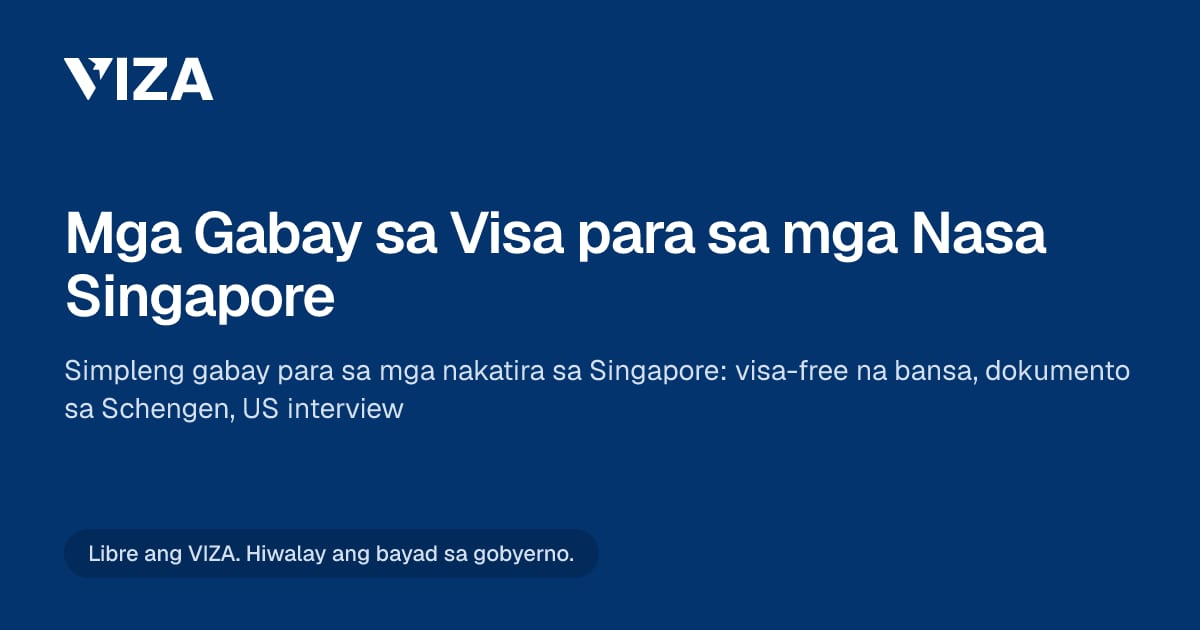 VIZA
Mga Gabay sa Visa para sa mga Nasa
Singapore
Simpleng gabay para sa mga nakatira sa Singapore: visa-free na bansa, dokumento
sa Schengen, US interview
Libre ang VIZA. Hiwalay ang bayad sa gobyerno.